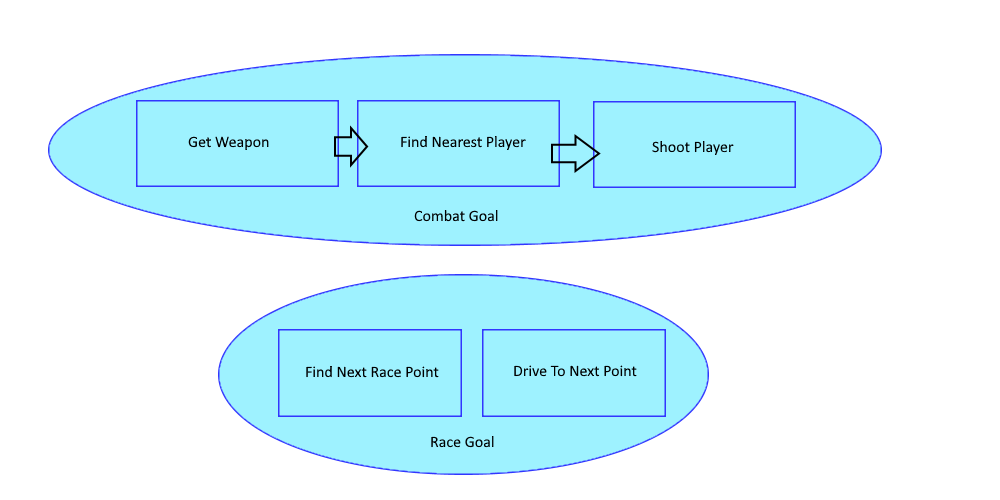 Get Weapon
Find Nearest Player
Shoot Player
Combat Goal
Find Next Race Point
Drive To Next Point
Race Goal